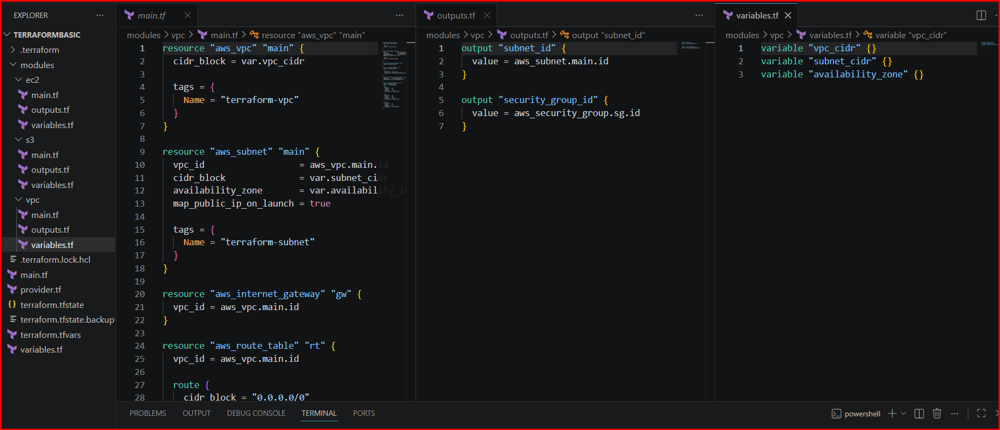 EXPLORER
TERRAFORMBASIC
.terraform
modules
ec2
main.tf
outputs.tf
variables.tf
s3
main.tf
outputs.tf
variables.tf
vpc
main.tf
outputs.tf
variables.tf
.terraform.lock.hcl
main.tf
provider.tf
terraform.tfstate
terraform.tfstate.backup
terraform.tfvars
variables.tf
main.tf
modules > vpc > main.tf > resource "aws_vpc" "main"
1 resource "aws_vpc" "main" {
2 cidr_block = var.vpc_cidr
3
4 tags = {
5 Name = "terraform-vpc"
6 }
7 }
8
9 resource "aws_subnet" "main" {
10 vpc_id = aws_vpc.main.id
11 cidr_block = var.subnet_cidr
12 availability_zone = var.availability_z
13 map_public_ip_on_launch = true
14
15 tags = {
16 Name = "terraform-subnet"
17 }
18 }
19
20 resource "aws_internet_gateway" "gw" {
21 vpc_id = aws_vpc.main.id
22 }
23
24 resource "aws_route_table" "rt" {
25 vpc_id = aws_vpc.main.id
26
27 route {
28 cidr_block = "0.0.0.0/0"
outputs.tf
modules > vpc > outputs.tf > output "subnet_id"
1 output "subnet_id" {
2 value = aws_subnet.main.id
3 }
4
5 output "security_group_id" {
6 value = aws_security_group.sg.id
7 }
variables.tf
modules > vpc > variables.tf > variable "vpc_cidr"
1 variable "vpc_cidr" {}
2 variable "subnet_cidr" {}
3 variable "availability_zone" {}
PROBLEMS OUTPUT DEBUG CONSOLE TERMINAL PORTS
powershell